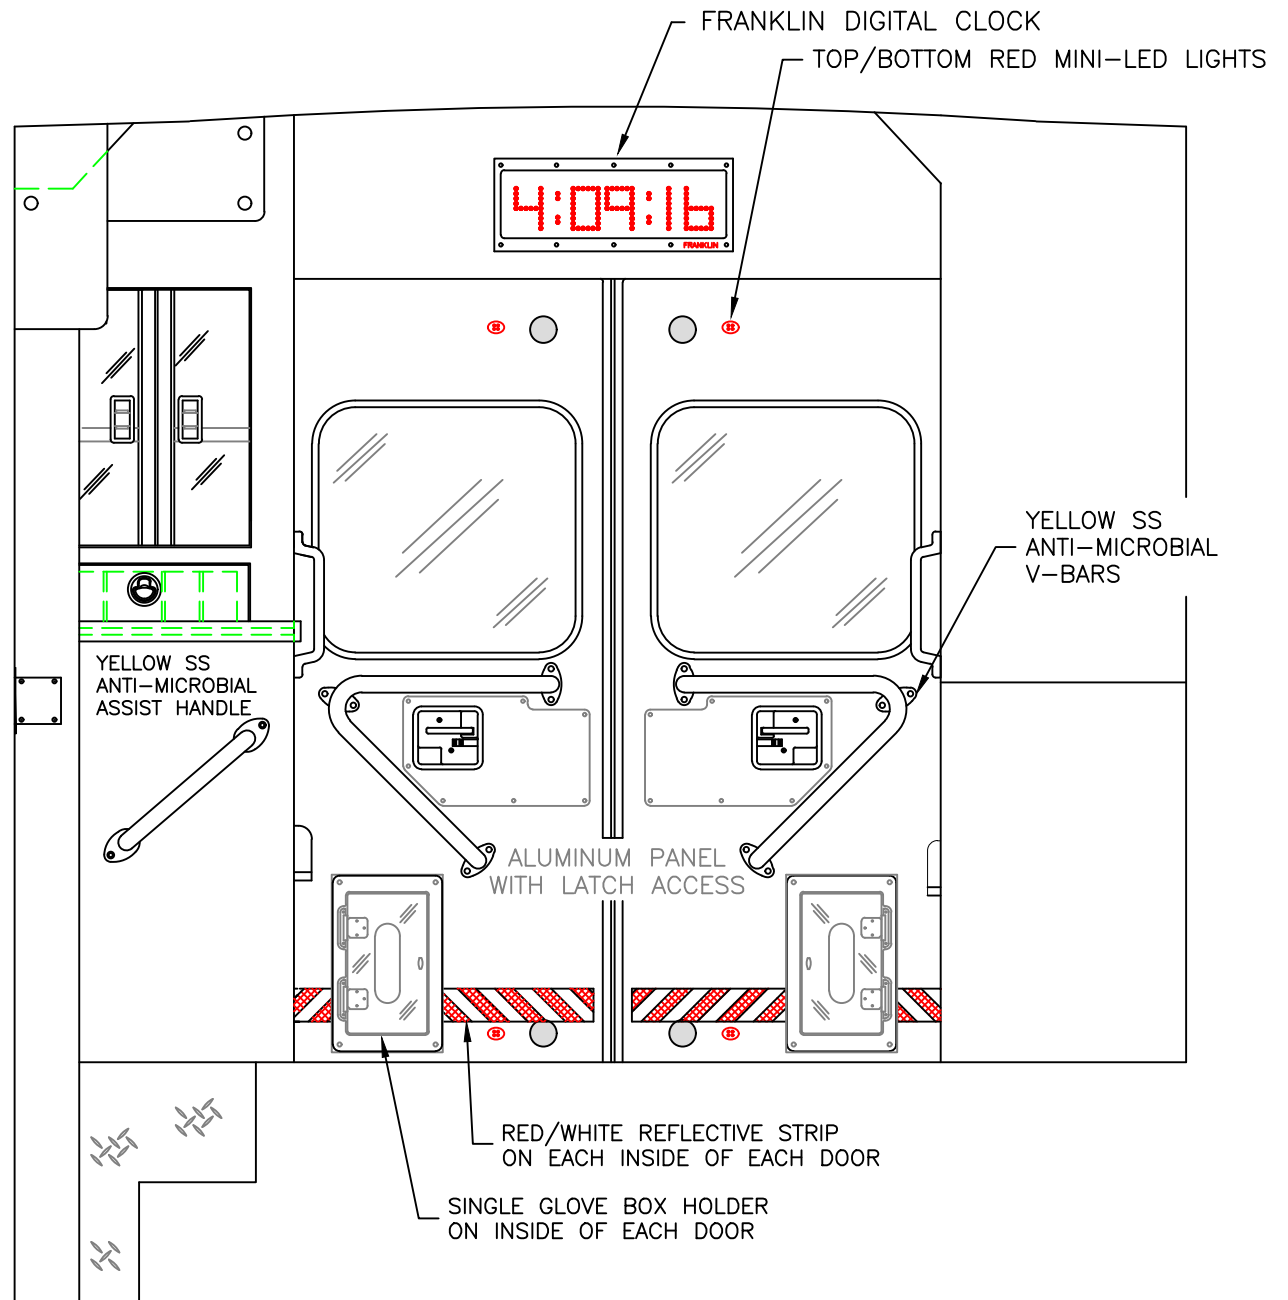 FRANKLIN DIGITAL CLOCK
TOP/BOTTOM RED MINI-LED LIGHTS
4:09:16
FRANKLIN
YELLOW SS
ANTI-MICROBIAL
V-BARS
YELLOW SS
ANTI-MICROBIAL
ASSIST HANDLE
ALUMINUM PANEL
WITH LATCH ACCESS
RED/WHITE REFLECTIVE STRIP
ON EACH INSIDE OF EACH DOOR
SINGLE GLOVE BOX HOLDER
ON INSIDE OF EACH DOOR